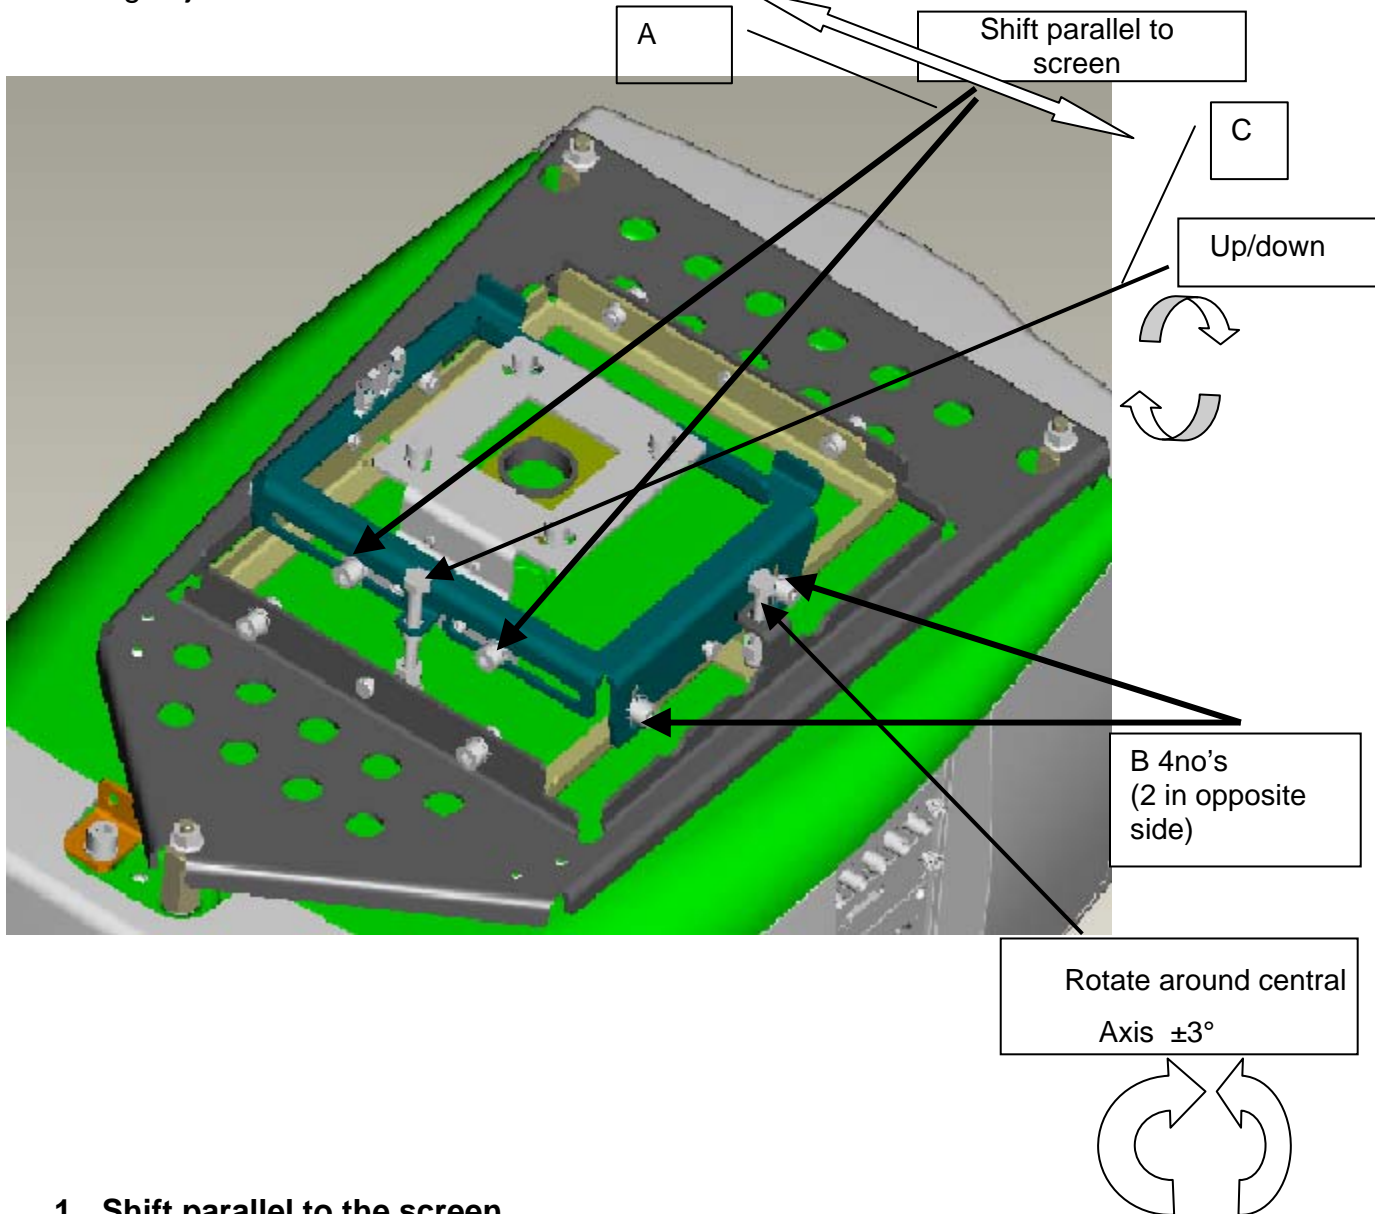 A
Shift parallel to
screen
C
Up/down
B 4no's
(2 in opposite
side)
Rotate around central
Axis ±3°
1. Shift parallel to the screen